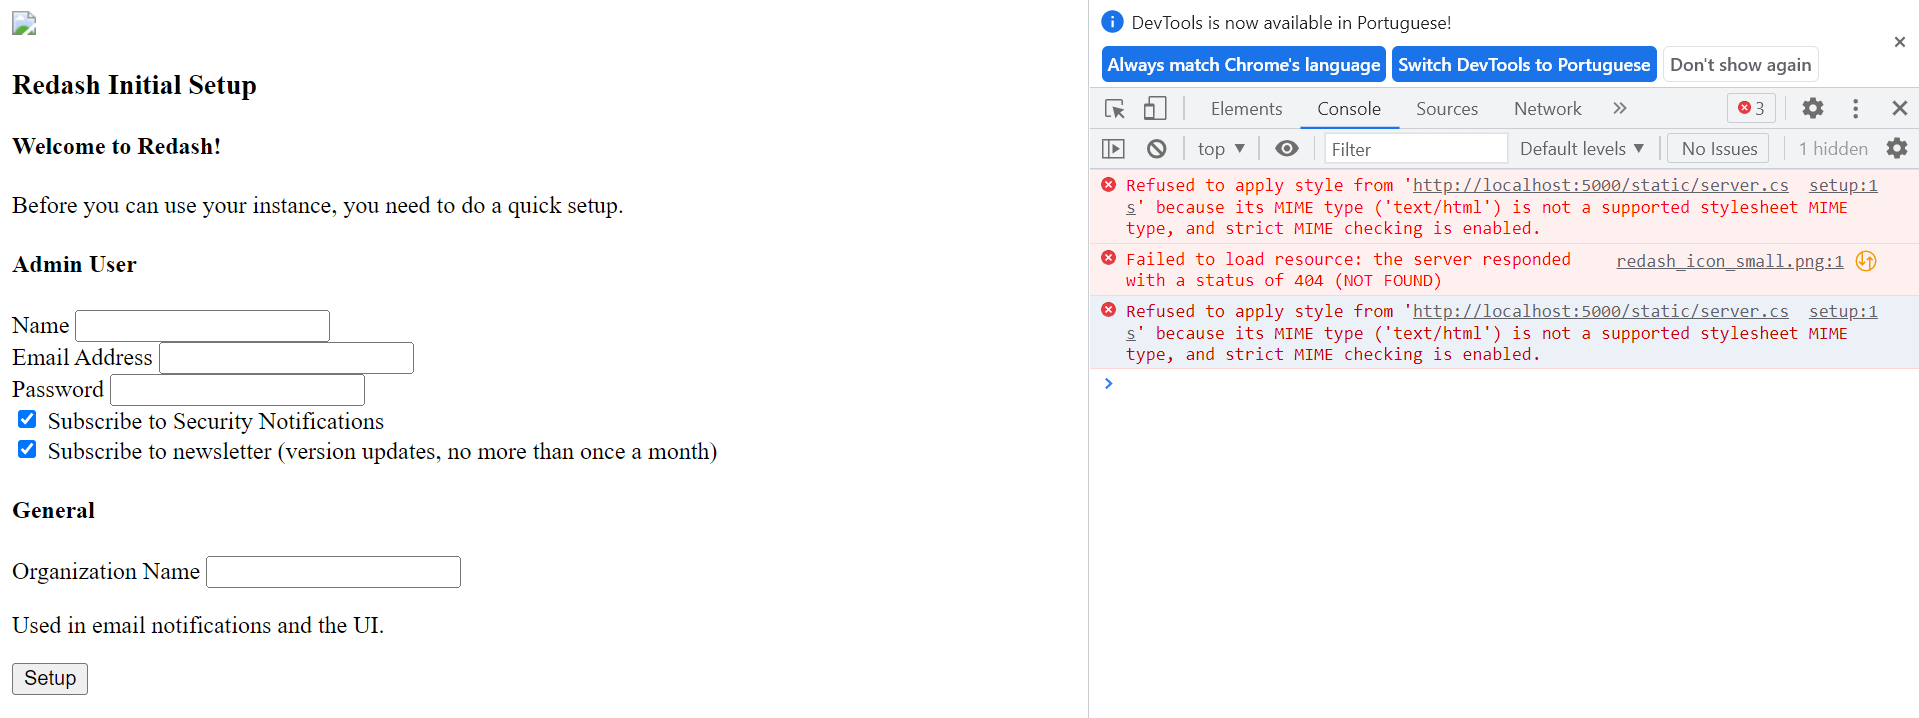 Redash Initial Setup
Welcome to Redash!
Before you can use your instance, you need to do a quick setup.
Admin User
Name
Email Address
Password
Subscribe to Security Notifications
Subscribe to newsletter (version updates, no more than once a month)
General
Organization Name
Used in email notifications and the UI.
Setup
DevTools is now available in Portuguese!
Always match Chrome's language Switch DevTools to Portuguese Don't show again
Elements Console Sources Network 3
top Filter Default levels No Issues 1 hidden
Refused to apply style from 'http://localhost:5000/static/server.cs setup:1
s' because its MIME type ('text/html') is not a supported stylesheet MIME
type, and strict MIME checking is enabled.
Failed to load resource: the server responded redash_icon_small.png:1
with a status of 404 (NOT FOUND)
Refused to apply style from 'http://localhost:5000/static/server.cs setup:1
s' because its MIME type ('text/html') is not a supported stylesheet MIME
type, and strict MIME checking is enabled.